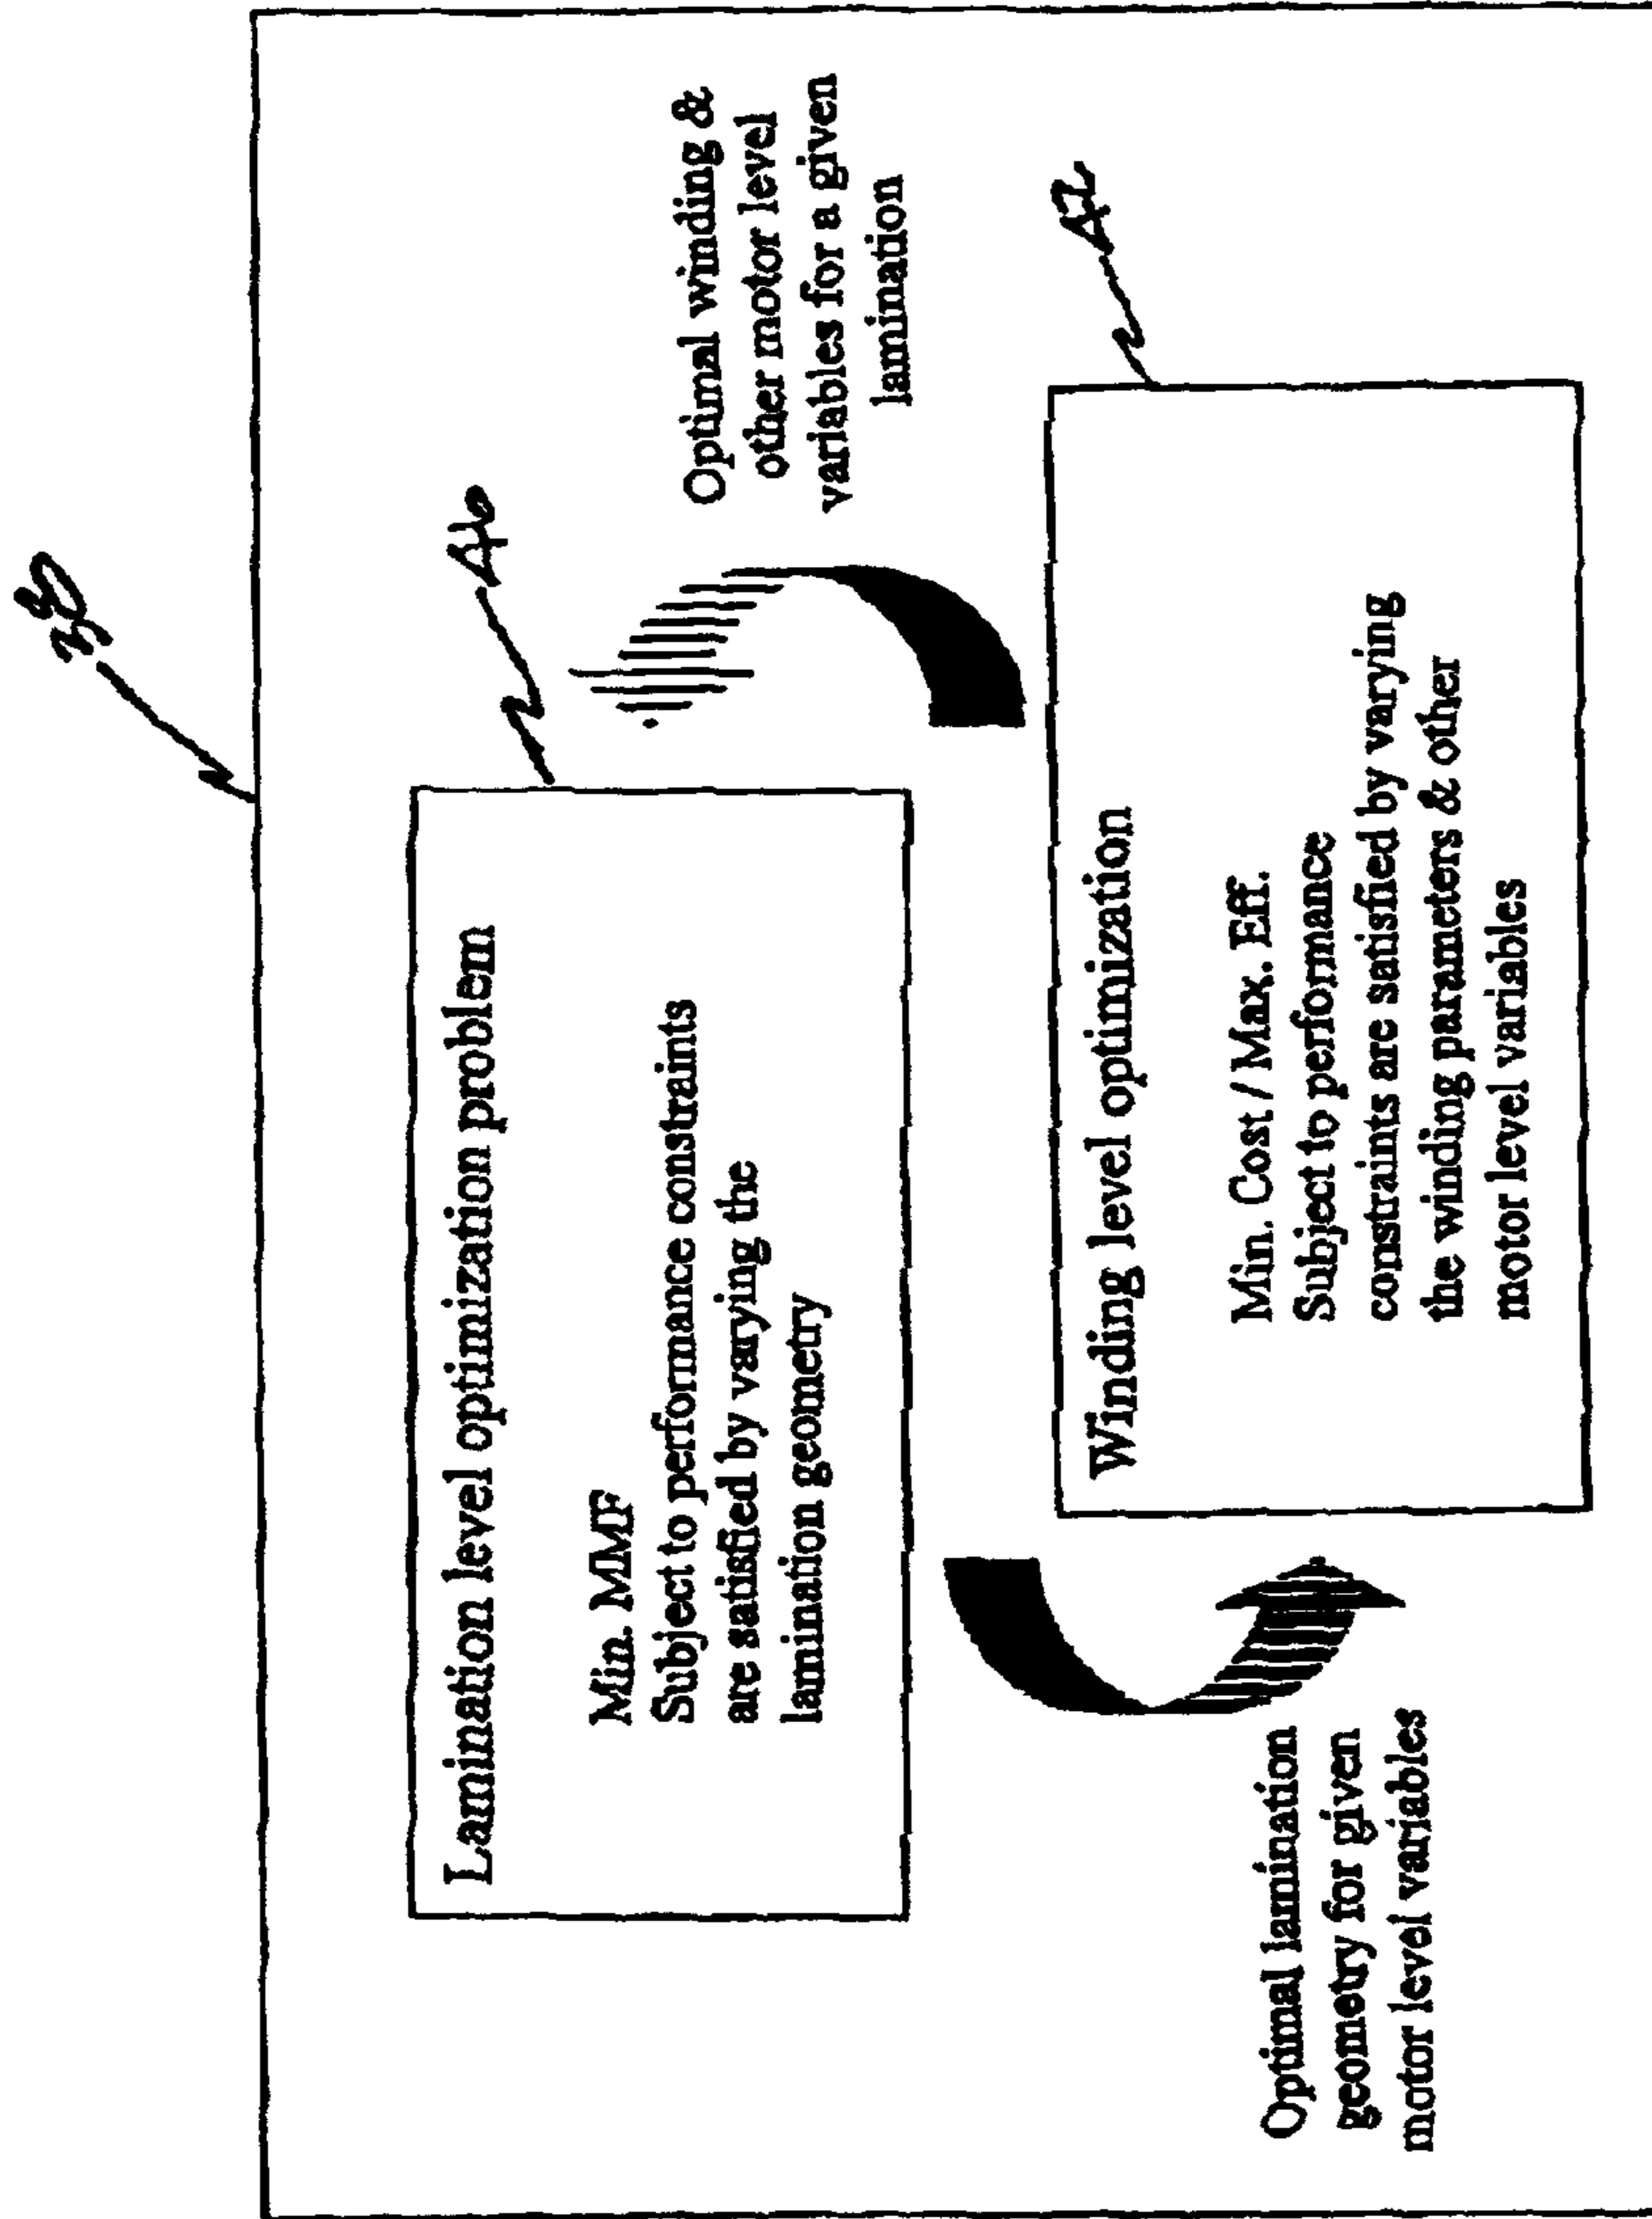 38
Lamination level optimization problem
Min. MMF
Subject to performance constraints
are satisfied by varying the
lamination geometry
Optimal winding &
other motor level
variables for a given
lamination
42
Winding level optimization
Min. Cost / Max. Eff.
Subject to performance
constraints are satisfied by varying
the winding parameters & other
motor level variables
Optimal lamination
geometry for given
motor level variables